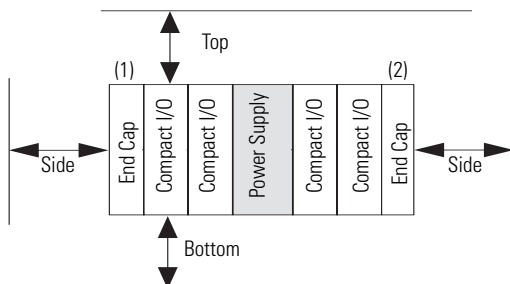 Top
(1)
(2)
Side
End Cap
Compact I/O
Compact I/O
Power Supply
Compact I/O
Compact I/O
End Cap
Side
Bottom